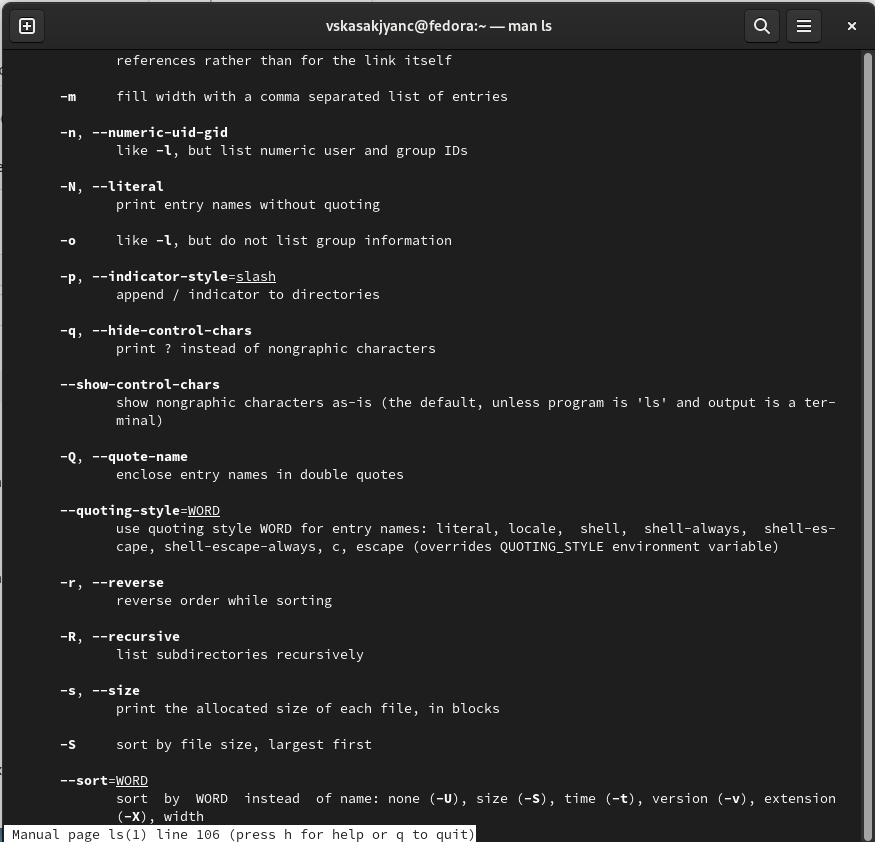 vskasakjyanc@fedora:~ — man ls
references rather than for the link itself
-m fill width with a comma separated list of entries
-n, --numeric-uid-gid
like -l, but list numeric user and group IDs
-N, --literal
print entry names without quoting
-o like -l, but do not list group information
-p, --indicator-style=slash
append / indicator to directories
-q, --hide-control-chars
print ? instead of nongraphic characters
--show-control-chars
show nongraphic characters as-is (the default, unless program is 'ls' and output is a ter-
minal)
-Q, --quote-name
enclose entry names in double quotes
--quoting-style=WORD
use quoting style WORD for entry names: literal, locale, shell, shell-always, shell-es-
cape, shell-escape-always, c, escape (overrides QUOTING_STYLE environment variable)
-r, --reverse
reverse order while sorting
-R, --recursive
list subdirectories recursively
-s, --size
print the allocated size of each file, in blocks
-S sort by file size, largest first
--sort=WORD
sort by WORD instead of name: none (-U), size (-S), time (-t), version (-v), extension
(-X), width
Manual page ls(1) line 106 (press h for help or q to quit)